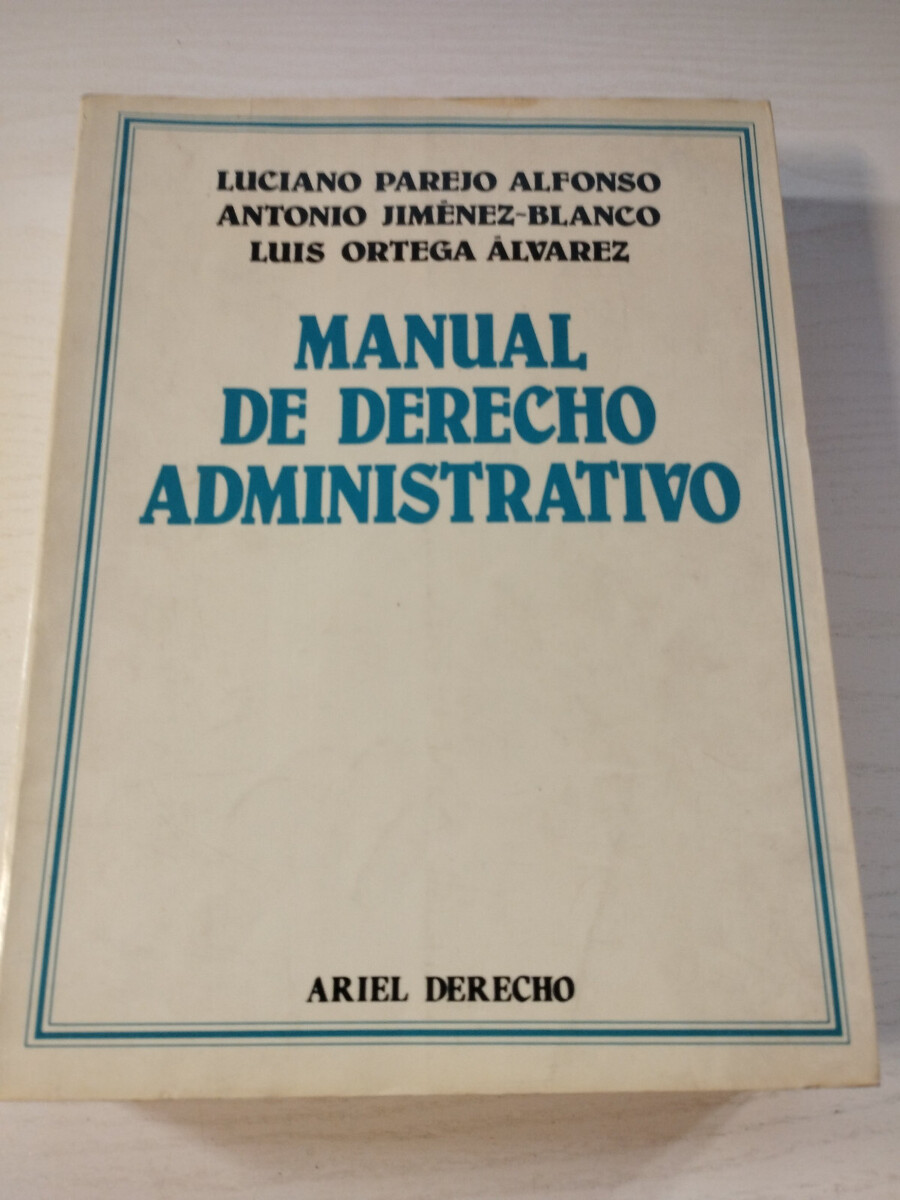 LUCIANO PAREJO ALFONSO
ANTONIO JIMÉNEZ-BLANCO
LUIS ORTEGA ÁLVAREZ
MANUAL
DE DERECHO
ADMINISTRATIVO
ARIEL DERECHO